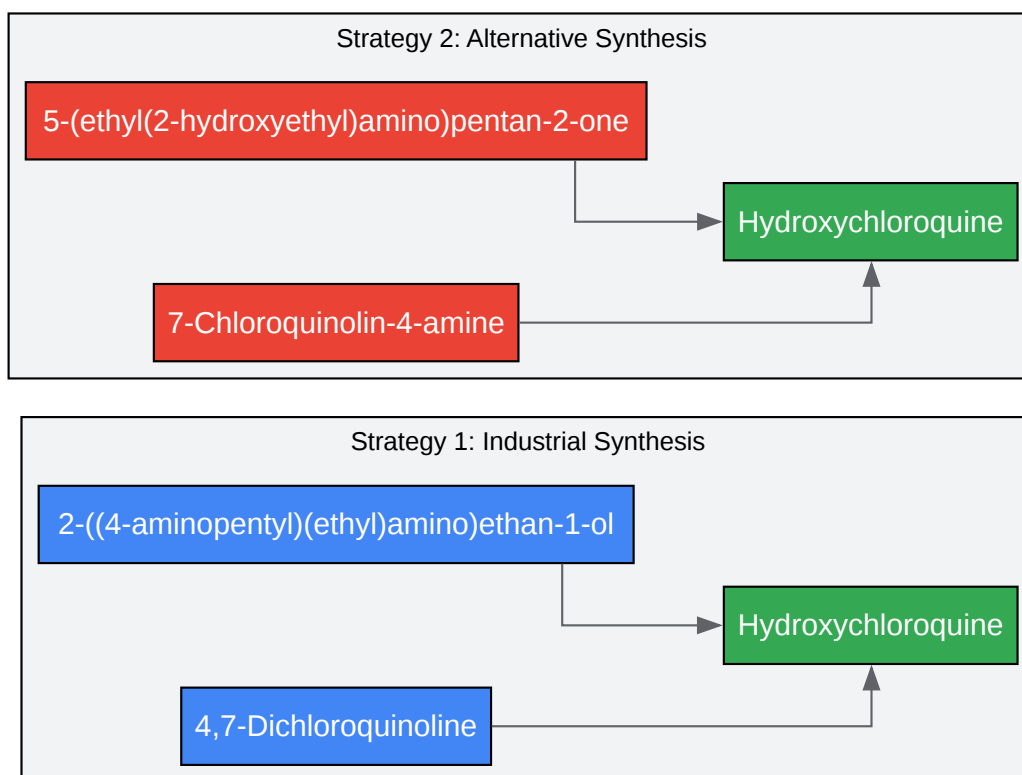 Strategy 2: Alternative Synthesis
5-(ethyl(2-hydroxyethyl)amino)pentan-2-one
Hydroxychloroquine
7-Chloroquinolin-4-amine
Strategy 1: Industrial Synthesis
2-((4-aminopentyl)(ethyl)amino)ethan-1-ol
Hydroxychloroquine
4,7-Dichloroquinoline